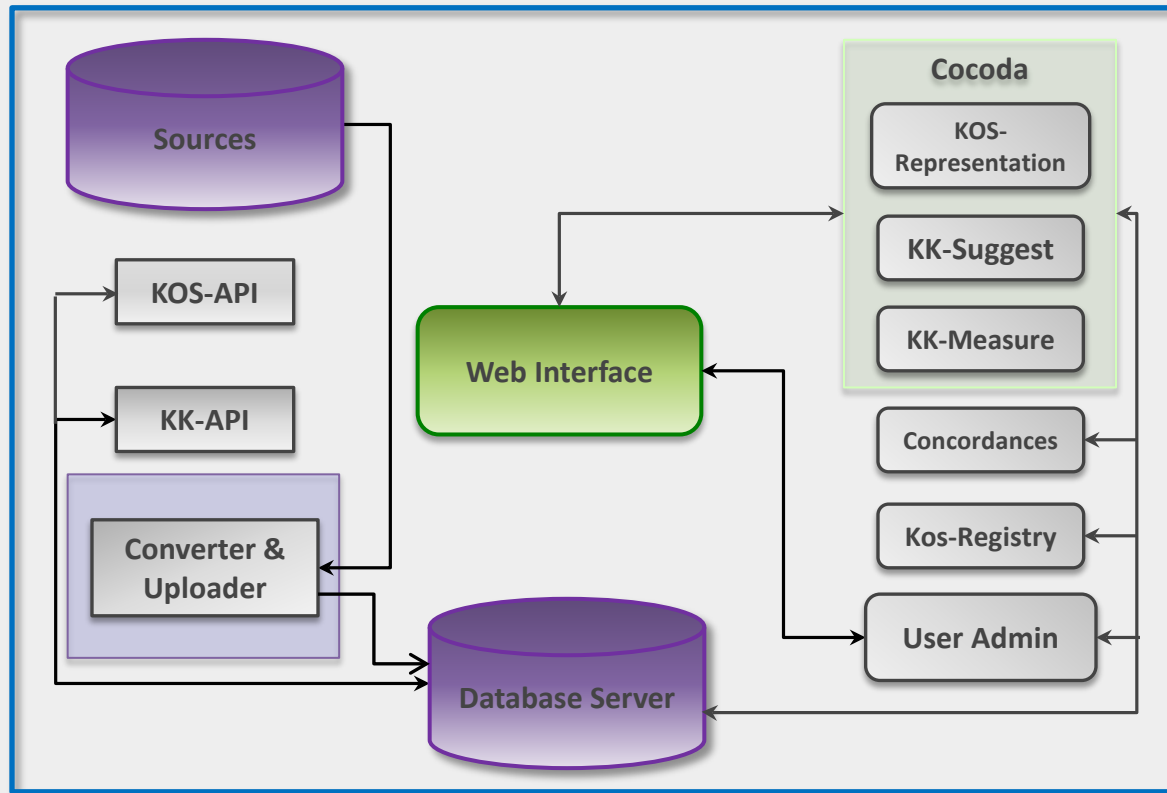 Sources
KOS-API
KK-API
Converter &
Uploader
Web Interface
Database Server
Cocoda
KOS-
Representation
KK-Suggest
KK-Measure
Concordances
Kos-Registry
User Admin